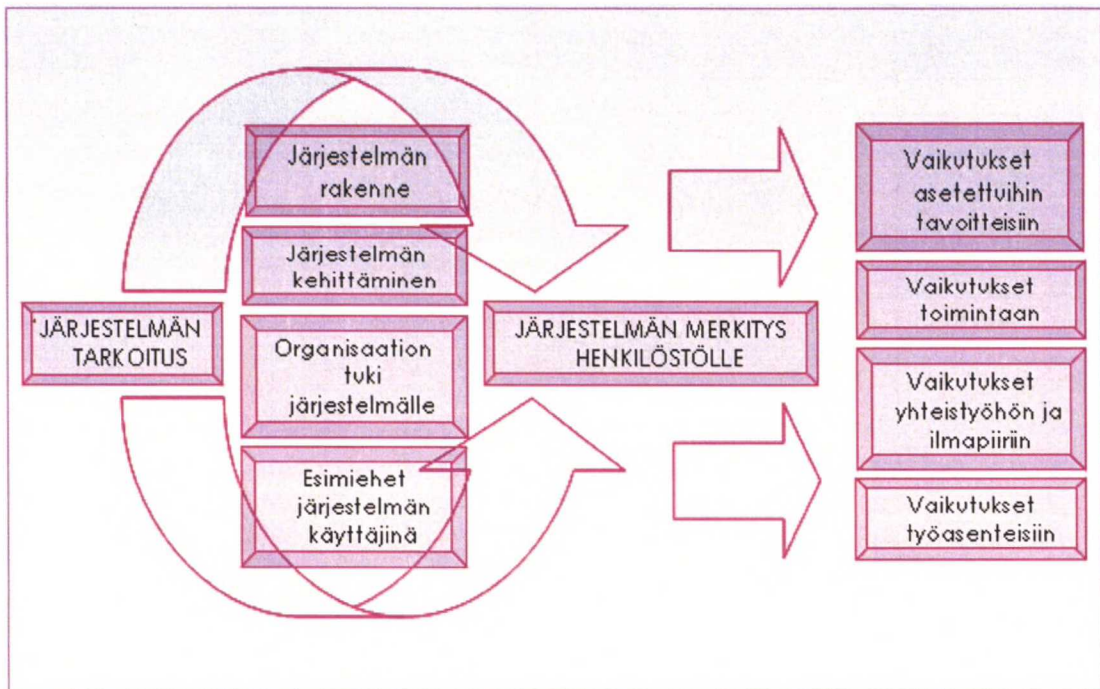 JÄRJESTELMÄN
TARKOITUS
Järjestelmän
rakenne
Järjestelmän
kehittäminen
Organisaation
tuki
järjestelmälle
Esimiehet
järjestelmän
käyttäjinä
JÄRJESTELMÄN MERKITYS
HENKILÖSTÖLLE
Vaikutukset
asetettuihin
tavoitteisiin
Vaikutukset
toimintaan
Vaikutukset
yhteistyöhön ja
ilmapiiriin
Vaikutukset
työasenteisiin